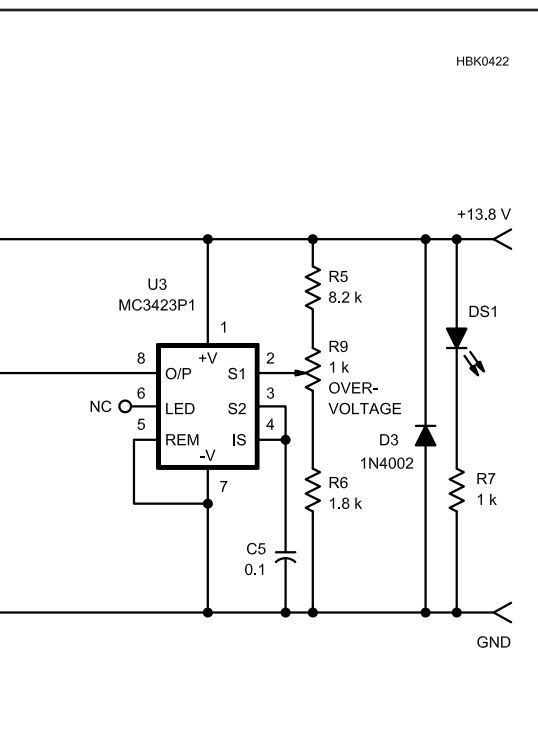 HBK0422
+13.8 V
U3
MC3423P1
R5
8.2 k
DS1
1
8
+V
2
R9
1 k
OVER-
VOLTAGE
O/P
S1
NC
6
LED
S2
3
5
REM
IS
4
-V
7
D3
1N4002
R6
1.8 k
R7
1 k
C5
0.1
GND